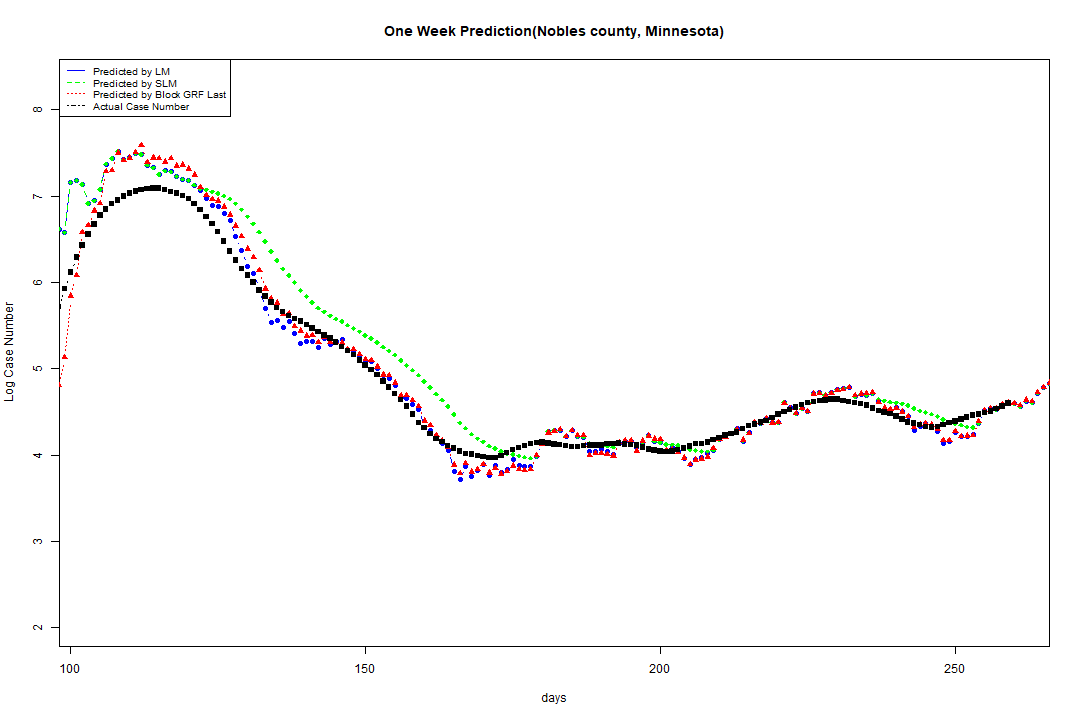 One Week Prediction(Nobles county, Minnesota)
Predicted by LM
Predicted by SLM
Predicted by Block GRF Last
Actual Case Number
8
7
6
5
4
3
2
Log Case Number
100 150 200 250
days